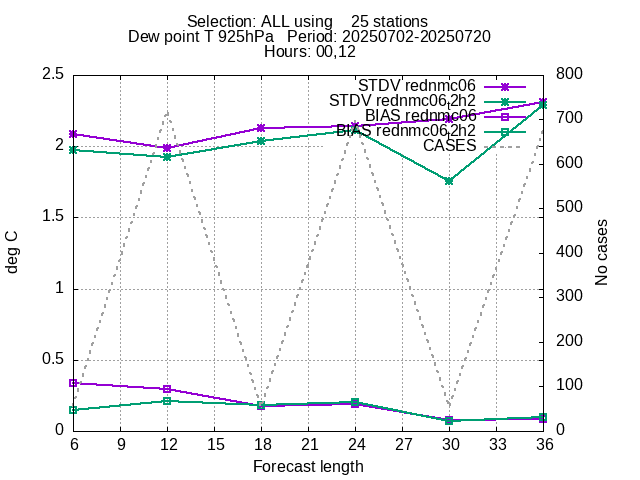 Selection: ALL using    25 stations
Dew point T 925hPa   Period: 20250702-20250720
Hours: 00,12
STDV rednmc06
STDV rednmc06,2h2
BIAS rednmc06
BIAS rednmc06,2h2
CASES
2.5
2
1.5
1
0.5
0
800
700
600
500
400
300
200
100
0
deg C
No cases
6 9 12 15 18 21 24 27 30 33 36
Forecast length